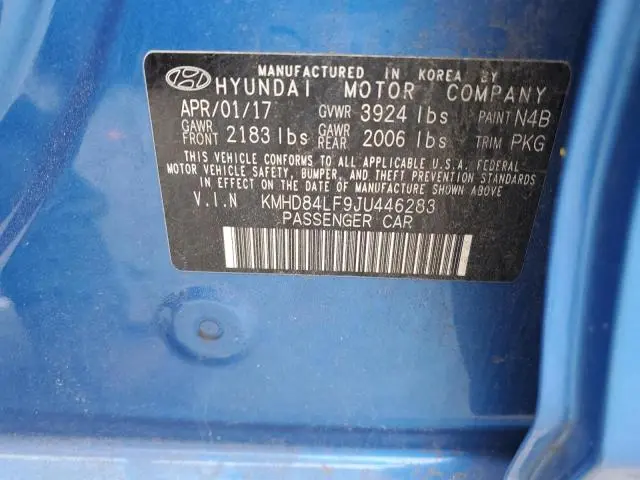 MANUFACTURED IN KOREA BY
HYUNDAI MOTOR COMPANY
APR/01/17 GVWR 3924 lbs PAINT N4B
GAWR FRONT 2183 lbs GAWR REAR 2006 lbs TRIM PKG
THIS VEHICLE CONFORMS TO ALL APPLICABLE U.S.A. FEDERAL
MOTOR VEHICLE SAFETY, BUMPER, AND THEFT PREVENTION STANDARDS
IN EFFECT ON THE DATE OF MANUFACTURE SHOWN ABOVE.
V.I.N KMHD84LF9JU446283
PASSENGER CAR